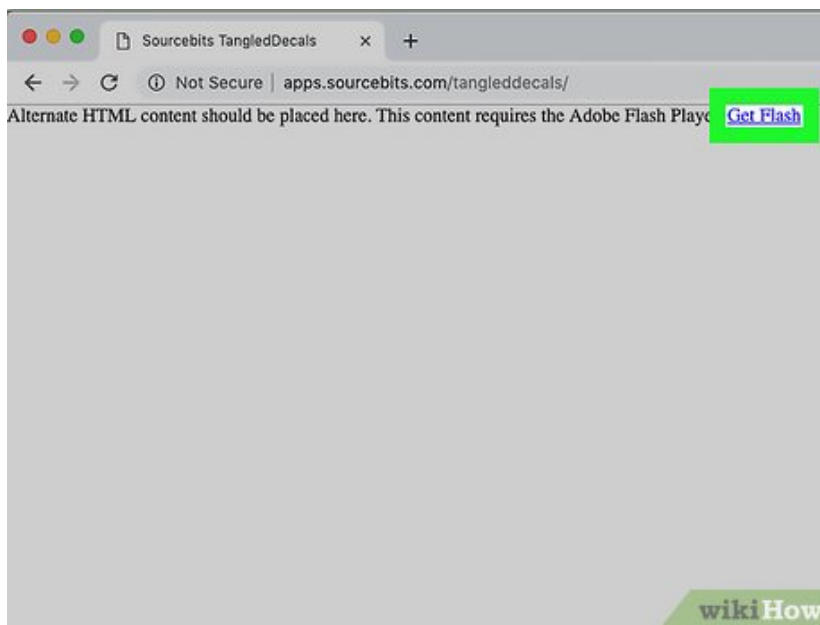 Sourcebits TangledDecals
Not Secure | apps.sourcebits.com/tangleddecals/
Alternate HTML content should be placed here. This content requires the Adobe Flash Playe Get Flash
wikiHow